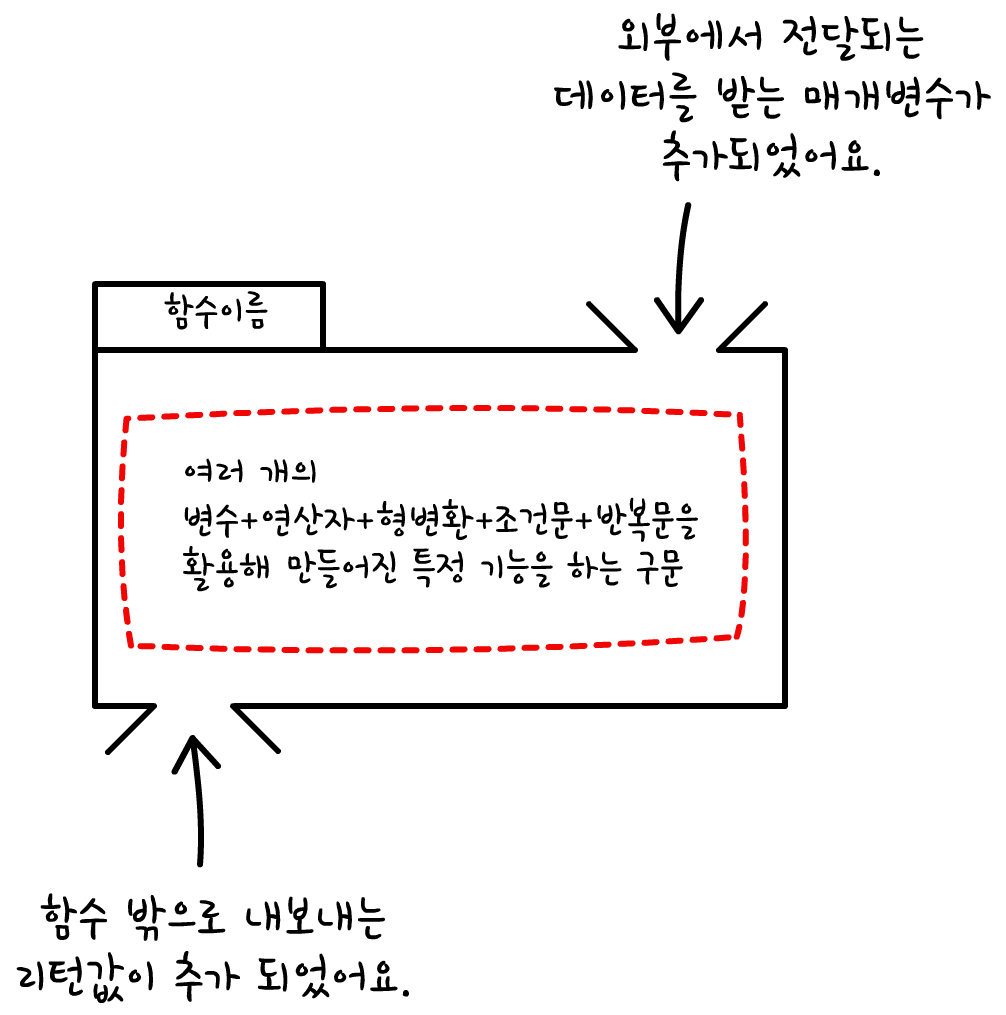 외부에서 전달되는
데이터를 받는 매개변수가
추가되었어요.
함수이름
여러 개의
변수+연산자+형변환+조건문+반복문을
활용해 만들어진 특정 기능을 하는 구문
함수 밖으로 내보내는
리턴값이 추가 되었어요.